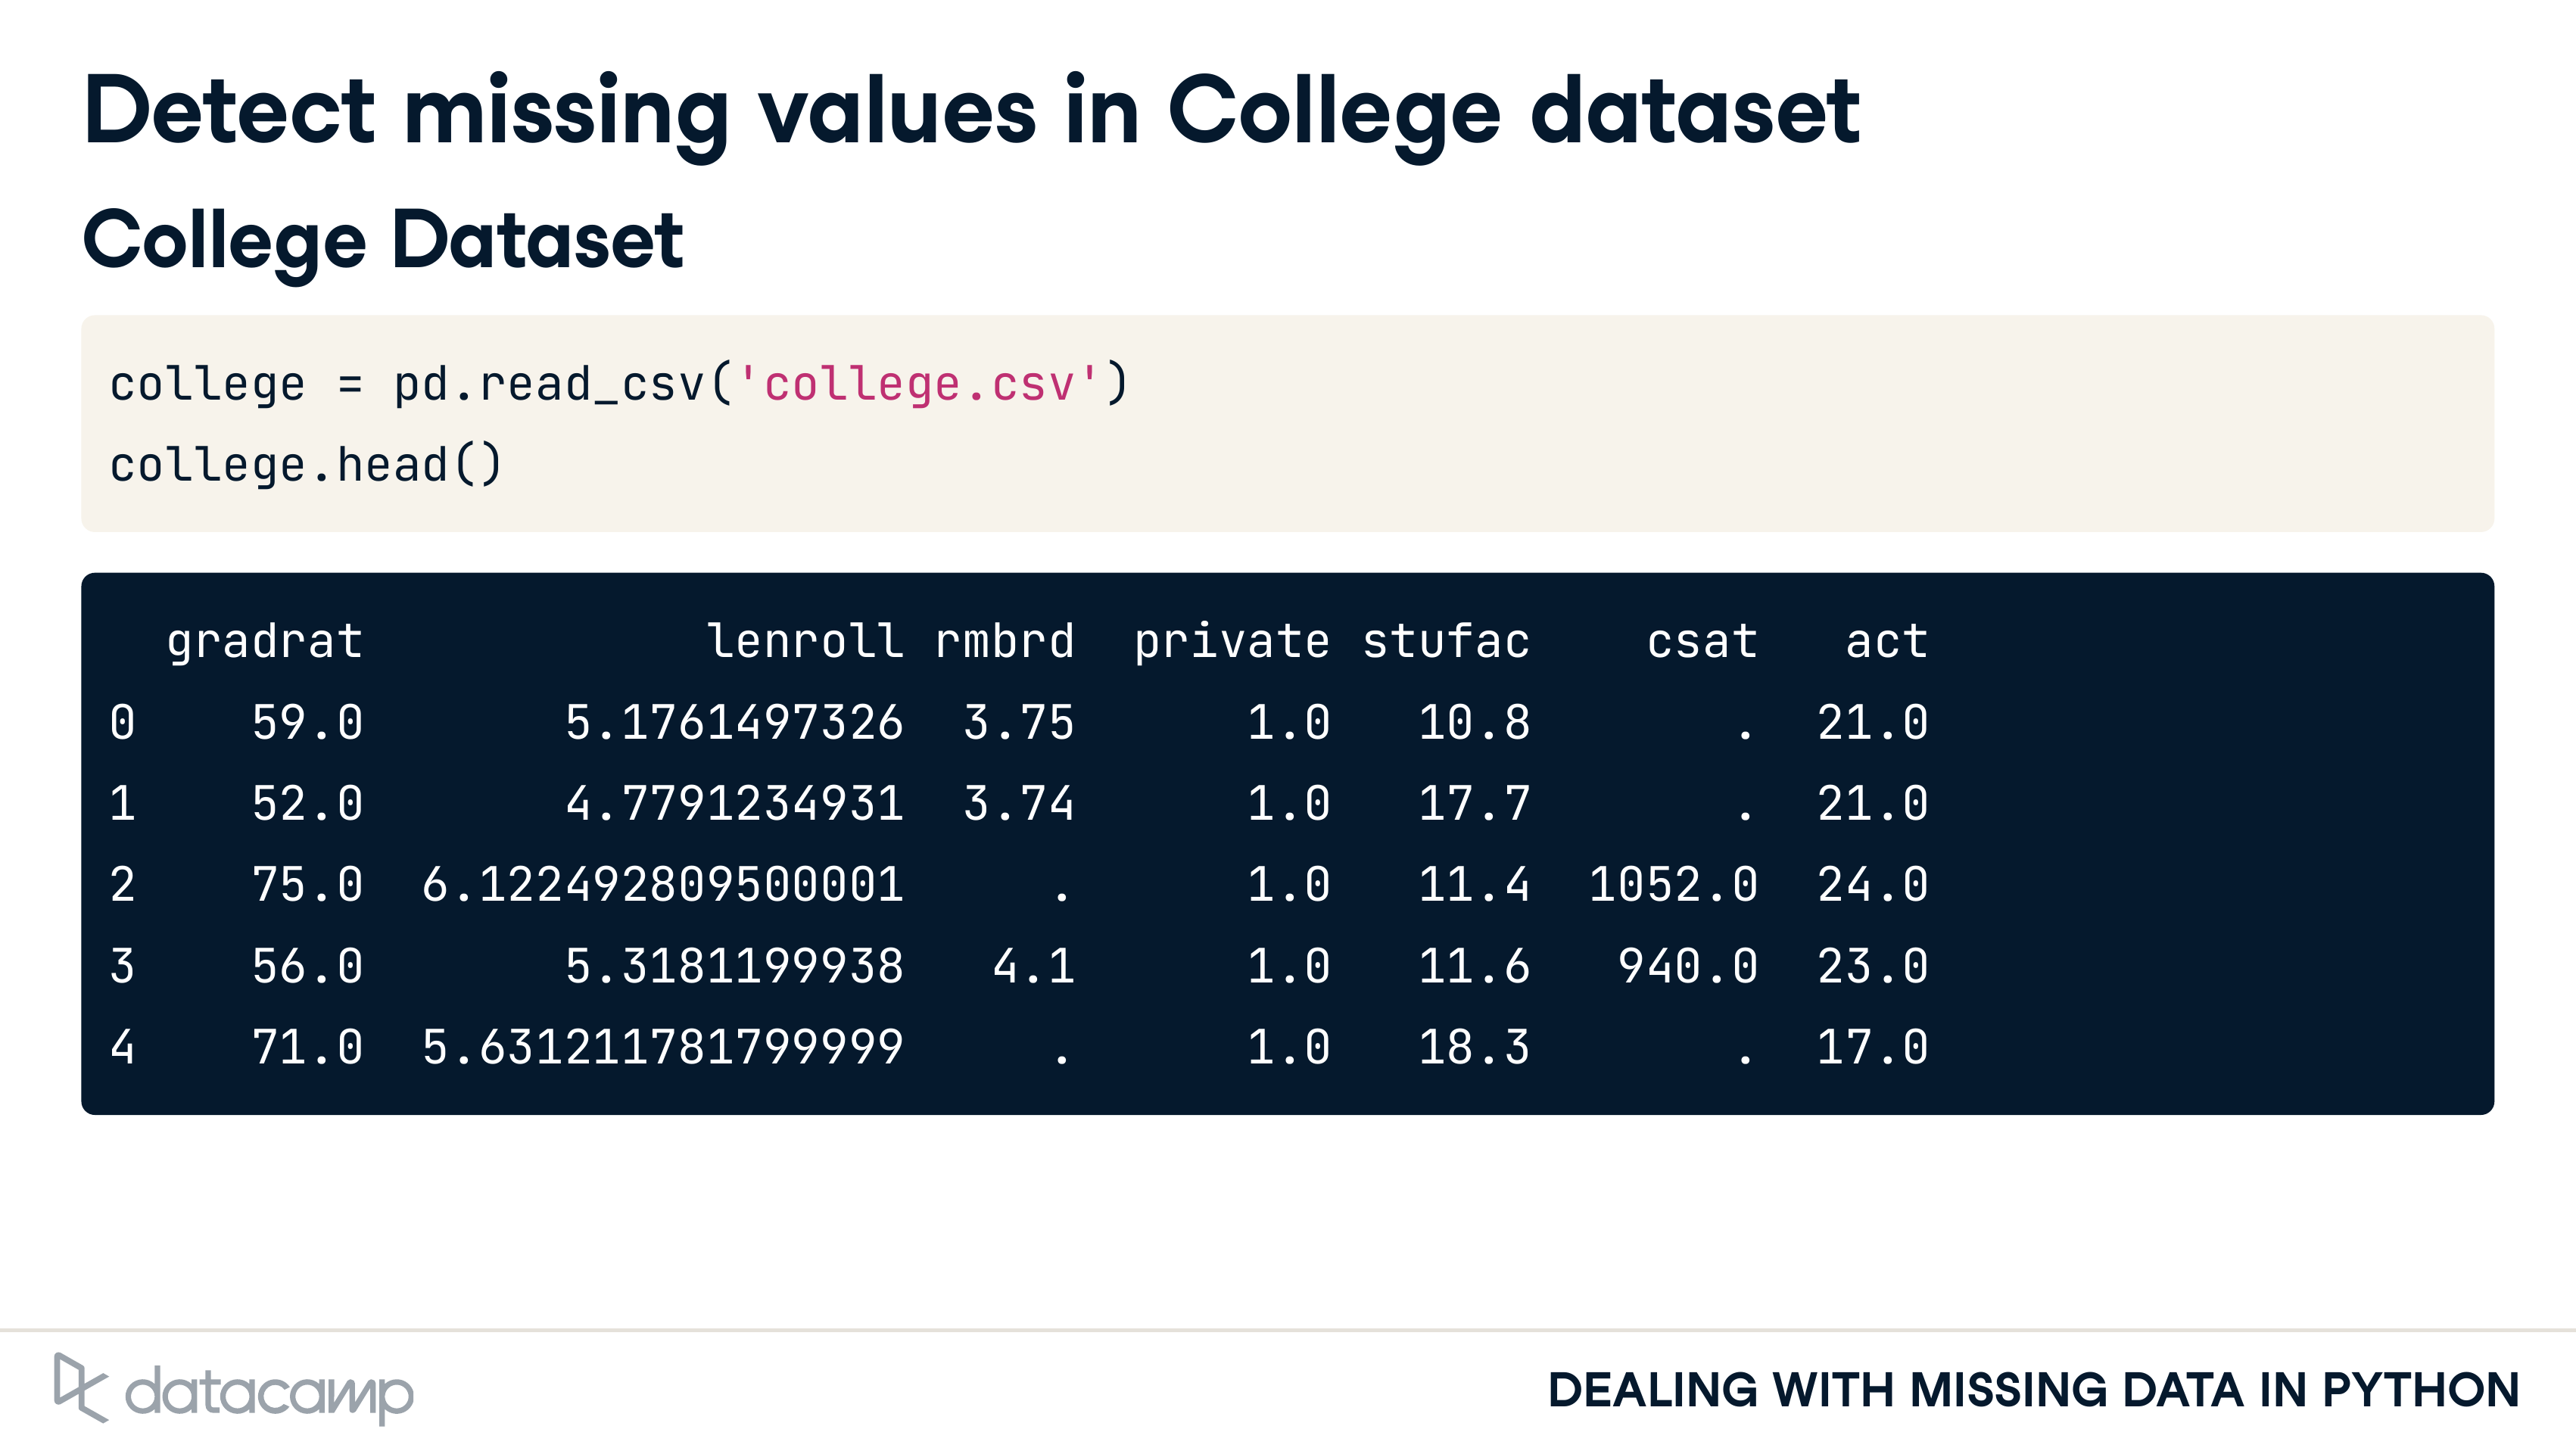 Detect missing values in College dataset
College Dataset
college = pd.read_csv('college.csv')
college.head()
gradrat lenroll rmbrd private stufac csat act
0 59.0 5.1761497326 3.75 1.0 10.8 . 21.0
1 52.0 4.7791234931 3.74 1.0 17.7 . 21.0
2 75.0 6.122492809500001 . 1.0 11.4 1052.0 24.0
3 56.0 5.3181199938 4.1 1.0 11.6 940.0 23.0
4 71.0 5.631211781799999 . 1.0 18.3 . 17.0
datacamp
DEALING WITH MISSING DATA IN PYTHON